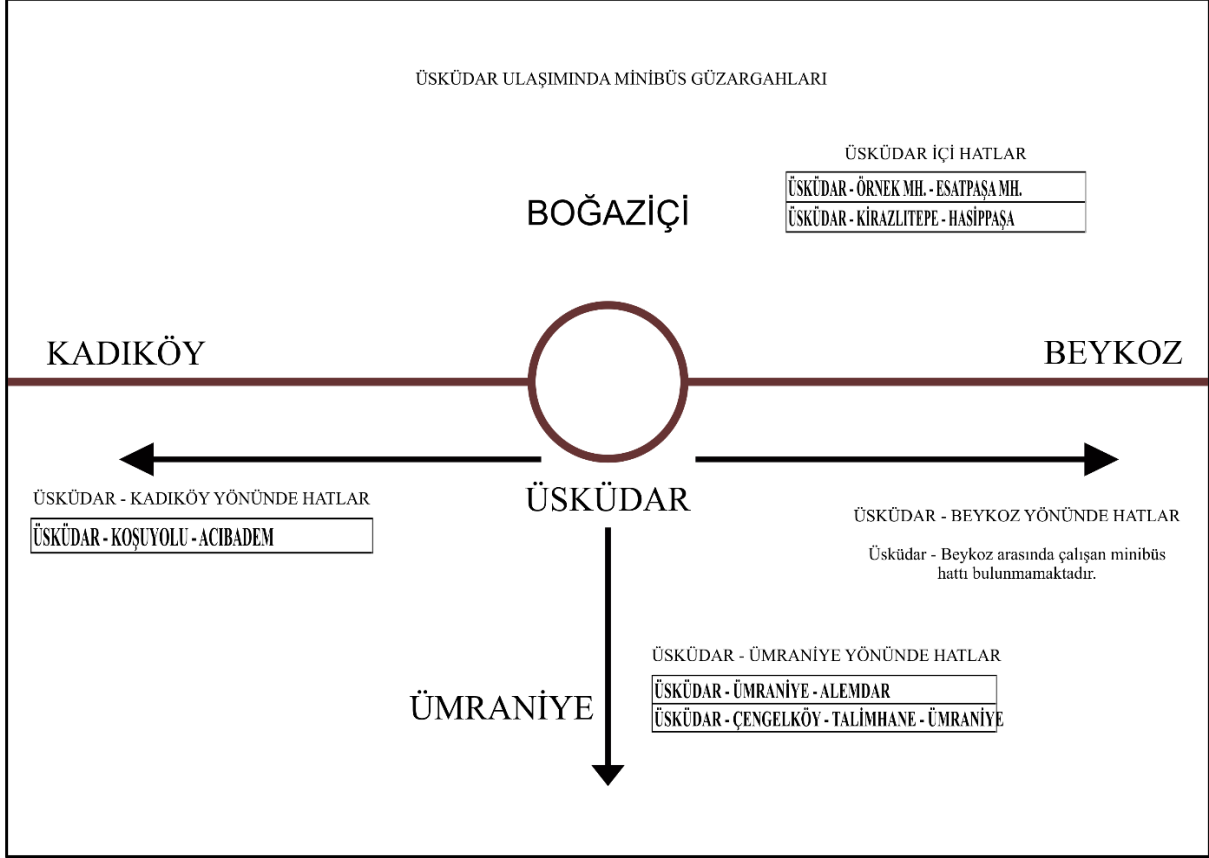 ÜSKÜDAR ULAŞIMINDA MİNİBÜS GÜZARGAHLARI
ÜSKÜDAR İÇİ HATLAR
ÜSKÜDAR - ÖRNEK MH. - ESATPAŞA MH.
ÜSKÜDAR - KİRAZLITEPE - HASİPPAŞA
BOĞAZİÇİ
KADIKÖY
BEYKOZ
ÜSKÜDAR
ÜSKÜDAR - KADIKÖY YÖNÜNDE HATLAR
ÜSKÜDAR - KOŞUYOLU - ACIBADEM
ÜSKÜDAR - BEYKOZ YÖNÜNDE HATLAR
Üsküdar - Beykoz arasında çalışan minibüs
hattı bulunmamaktadır.
ÜMRANİYE
ÜSKÜDAR - ÜMRANİYE YÖNÜNDE HATLAR
ÜSKÜDAR - ÜMRANİYE - ALEMDAR
ÜSKÜDAR - ÇENGELKÖY - TALİMHANE - ÜMRANİYE